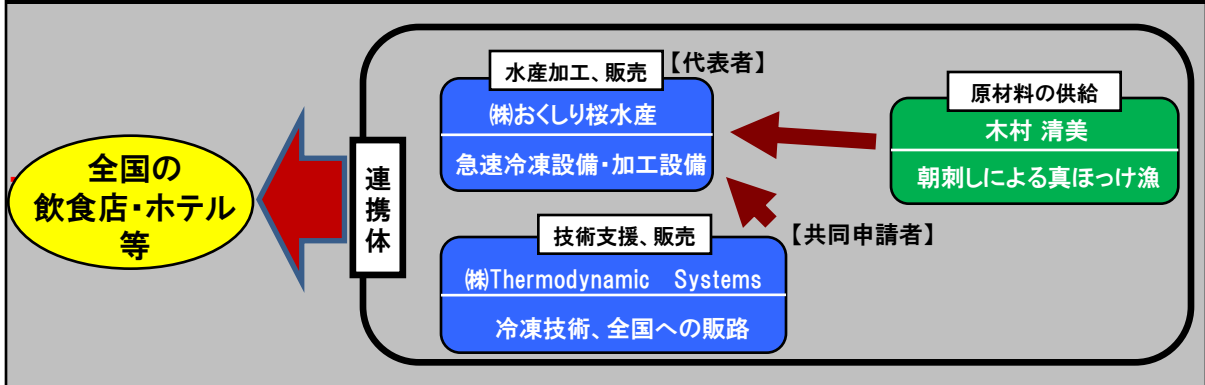 水産加工、販売
【代表者】
㈱おくしり桜水産
急速冷凍設備・加工設備
原材料の供給
木村 清美
朝刺しによる真ほっけ漁
全国の
飲食店・ホテル
等
連
携
体
技術支援、販売
【共同申請者】
㈱Thermodynamic Systems
冷凍技術、全国への販路